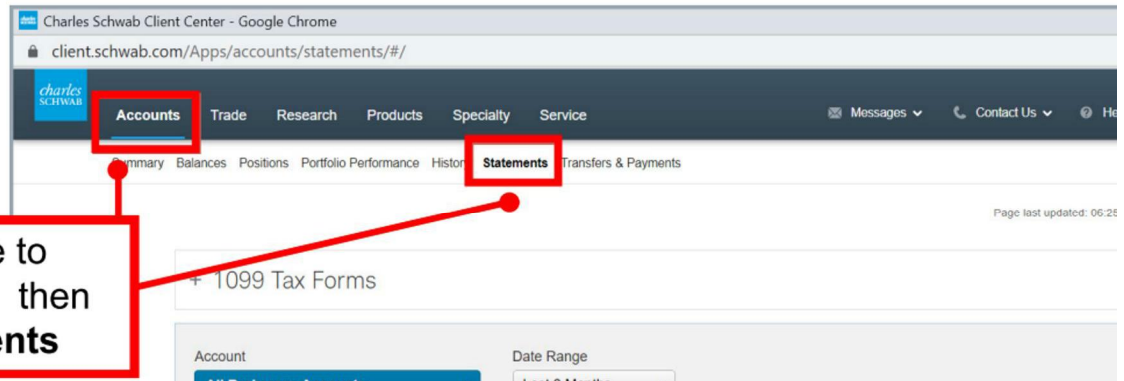 Charles Schwab Client Center - Google Chrome
client.schwab.com/Apps/accounts/statements/#/
charles
SCHWAB
Accounts Trade Research Products Specialty Service Messages Contact Us
Summary Balances Positions Portfolio Performance History Statements Transfers & Payments
Page last updated: 06:25
e to
then
ents
+ 1099 Tax Forms
Account Date Range